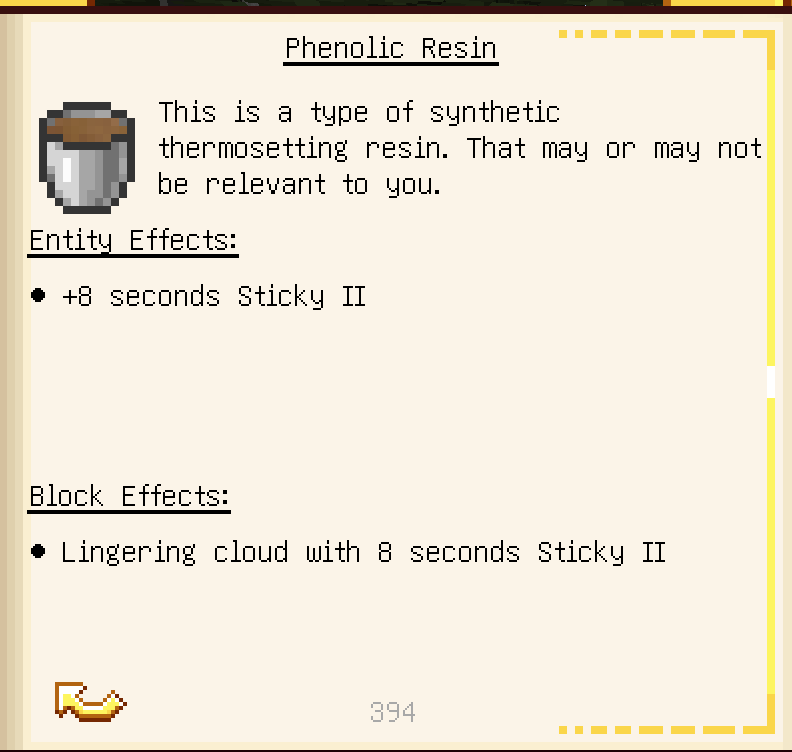 Phenolic Resin
This is a type of synthetic
thermosetting resin. That may or may not
be relevant to you.
Entity Effects:
● +8 seconds Sticky II
Block Effects:
● Lingering cloud with 8 seconds Sticky II
394